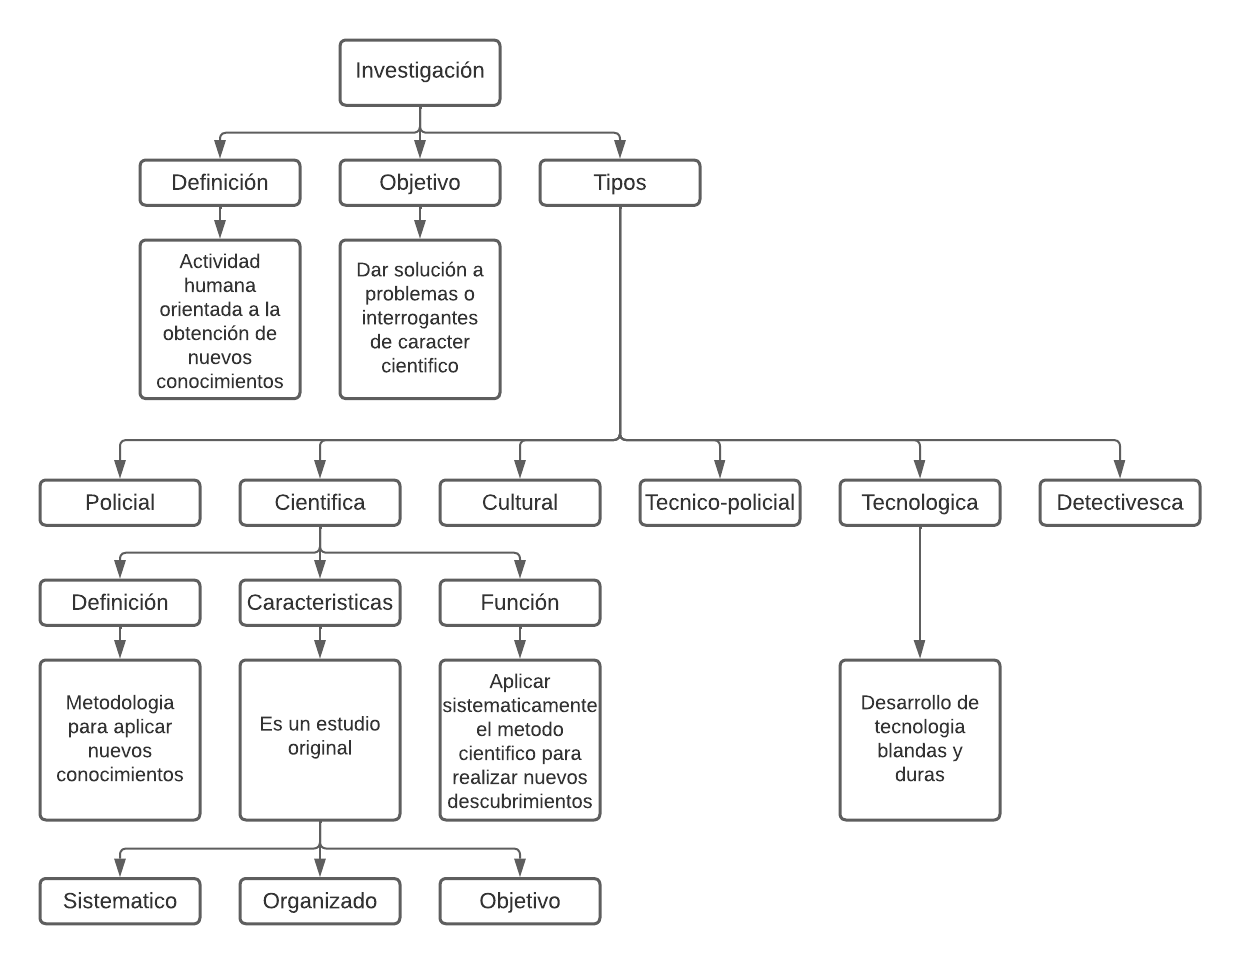 Investigación
Definición
Objetivo
Tipos
Actividad
humana
orientada a la
obtención de
nuevos
conocimientos
Dar solución a
problemas o
interrogantes
de caracter
cientifico
Policial
Cientifica
Cultural
Tecnico-policial
Tecnologica
Detectivesca
Definición
Caracteristicas
Función
Metodologia
para aplicar
nuevos
conocimientos
Es un estudio
original
Aplicar
sistematicamente
el metodo
cientifico para
realizar nuevos
descubrimientos
Desarrollo de
tecnologia
blandas y
duras
Sistematico
Organizado
Objetivo